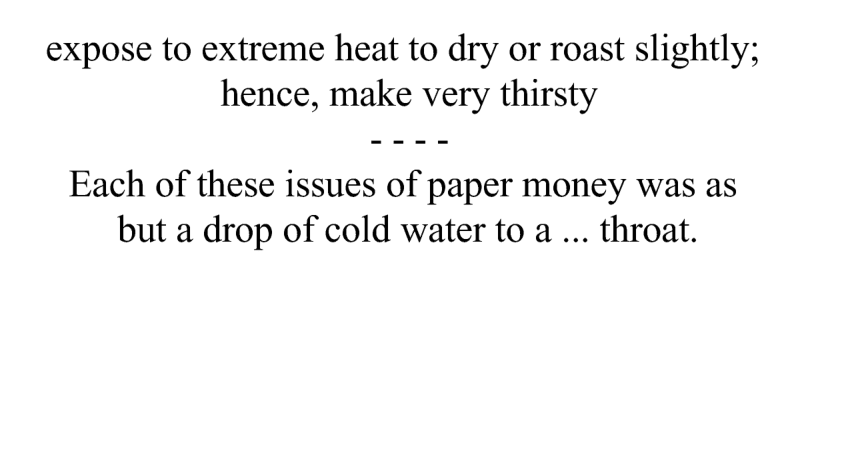 expose to extreme heat to dry or roast slightly;
hence, make very thirsty
- - - -
Each of these issues of paper money was as
but a drop of cold water to a ... throat.